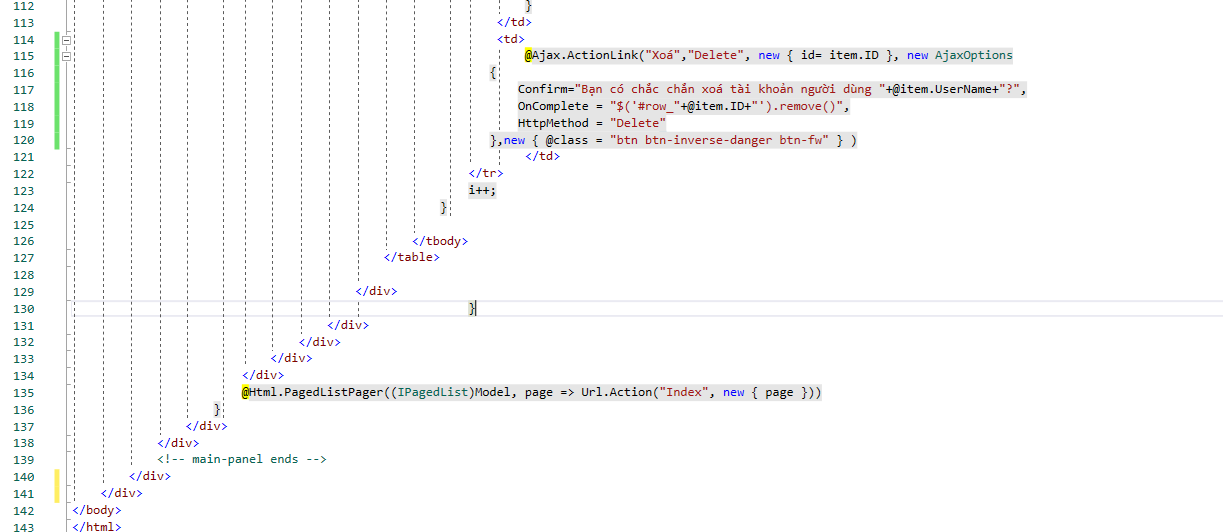 112 }
113 </td>
114 <td>
115 @Ajax.ActionLink("Xoá","Delete", new { id= item.ID }, new AjaxOptions
116 {
117 Confirm="Bạn có chắc chắn xoá tài khoản người dùng "+@item.UserName+"?",
118 OnComplete = "$('#row_"+@item.ID+"').remove()",
119 HttpMethod = "Delete"
120 },new { @class = "btn btn-inverse-danger btn-fw" } )
121 </td>
122 </tr>
123 i++;
124 }
125
126 </tbody>
127 </table>
128
129 </div>
130 }
131 </div>
132 </div>
133 </div>
134 </div>
135 @Html.PagedListPager((IPagedList)Model, page => Url.Action("Index", new { page }))
136 }
137 </div>
138 </div>
139 <!-- main-panel ends -->
140 </div>
141 </div>
142 </body>
143 </html>